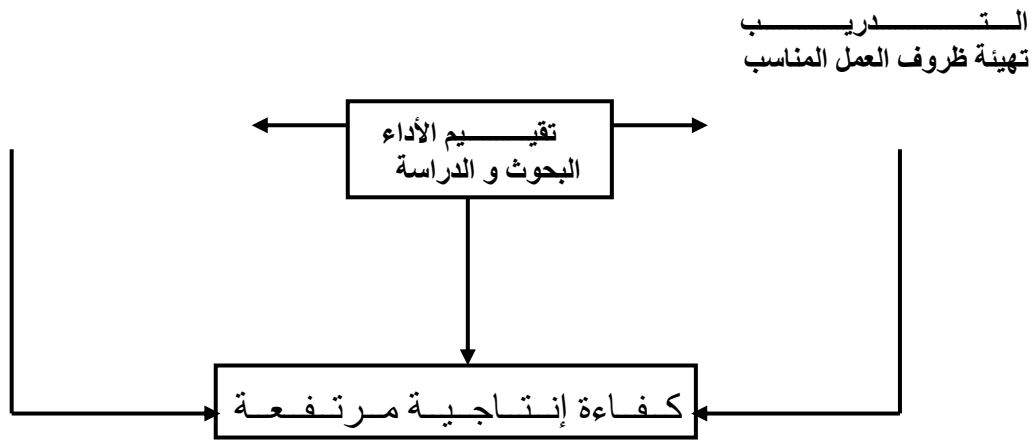 التدريب
تهيئة ظروف العمل المناسب
تقييم الأداء
البحوث و الدراسة
كفاءة إنتاجية مرتفعة